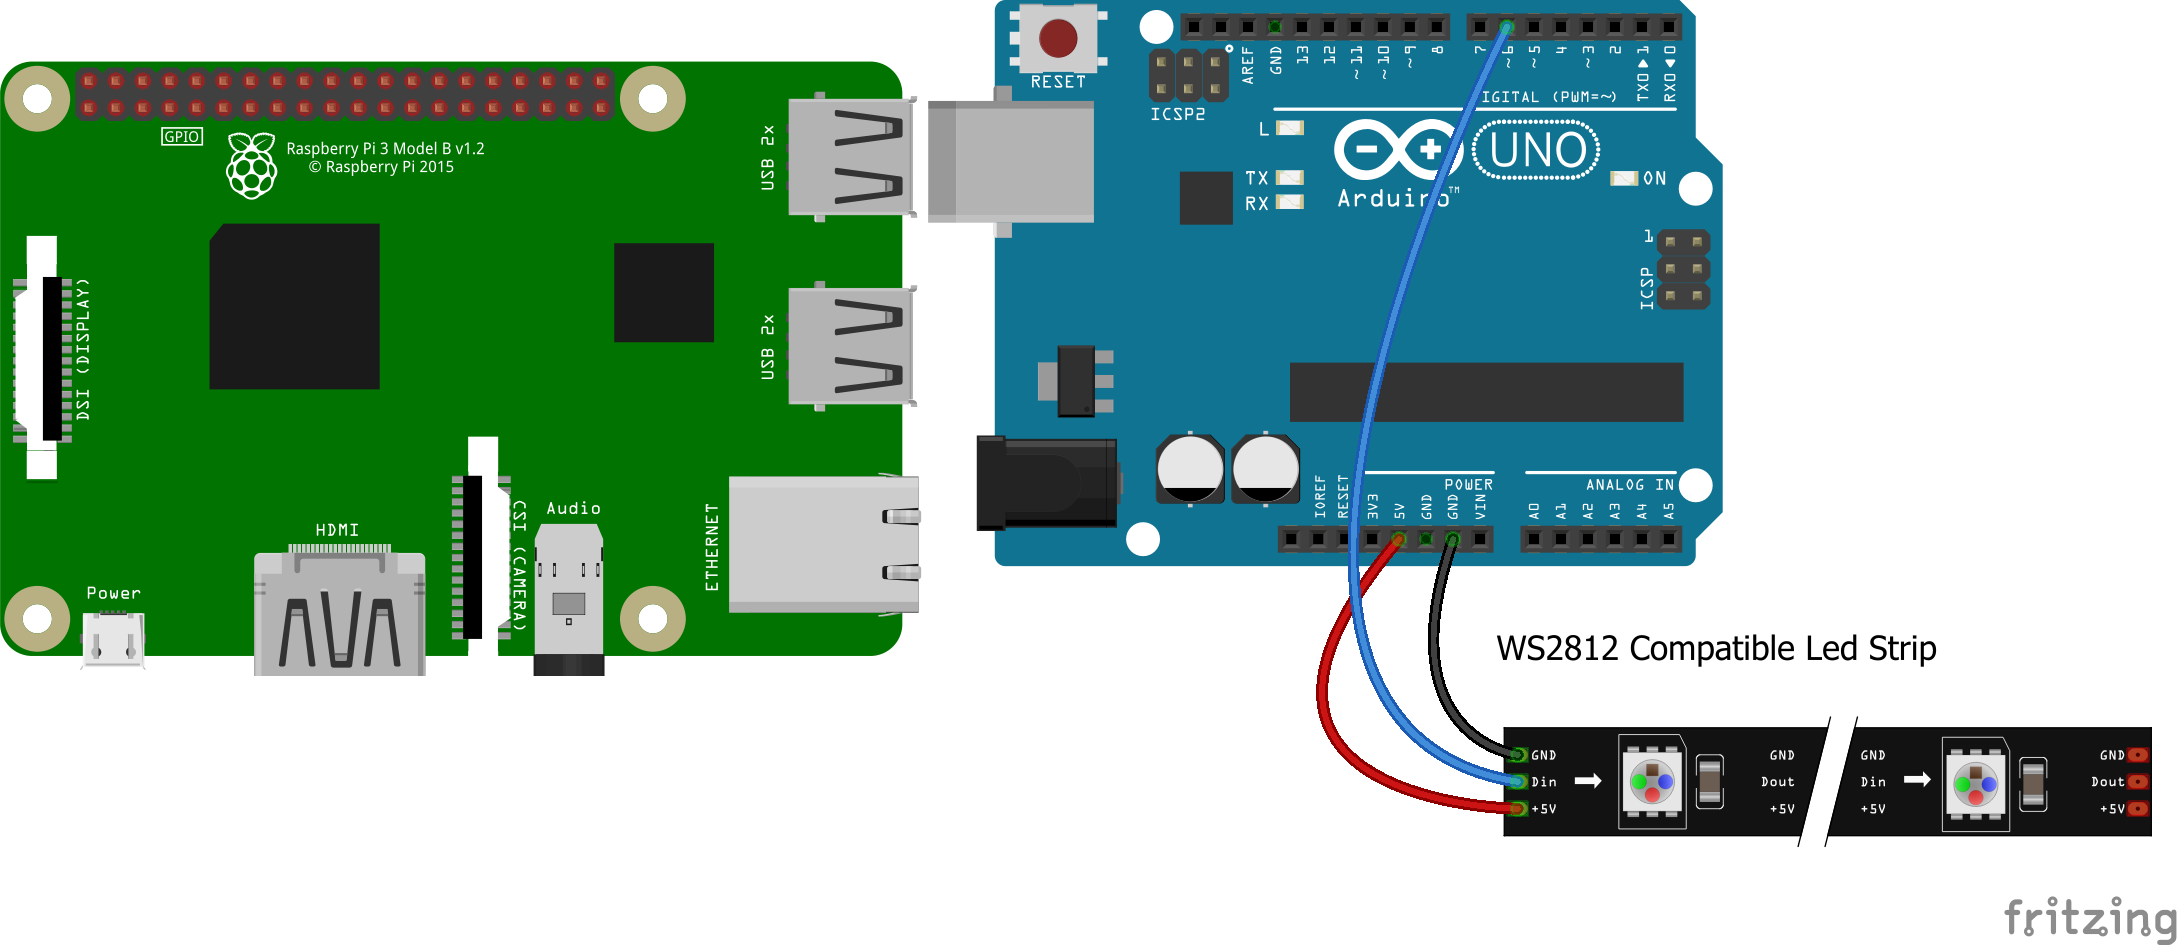 GPIO
Raspberry Pi 3 Model B v1.2
© Raspberry Pi 2015
USB 2x
USB 2x
DSI (DISPLAY)
CSI (CAMERA)
HDMI
Audio
ETHERNET
Power
RESET
ICSP2
AREF
GND
13
12
~11
~10
~9
8
7
~6
~5
4
~3
2
TX0▶1
RX0◀0
IGITAL (PWM=~)
L
TX
RX
UNO
Arduino™
ON
1
ICSP
IOREF
RESET
3V3
5V
GND
GND
VIN
POWER
ANALOG IN
A0
A1
A2
A3
A4
A5
WS2812 Compatible Led Strip
GND
Din
+5V
GND
Dout
+5V
GND
Din
+5V
GND
Dout
+5V
fritzing